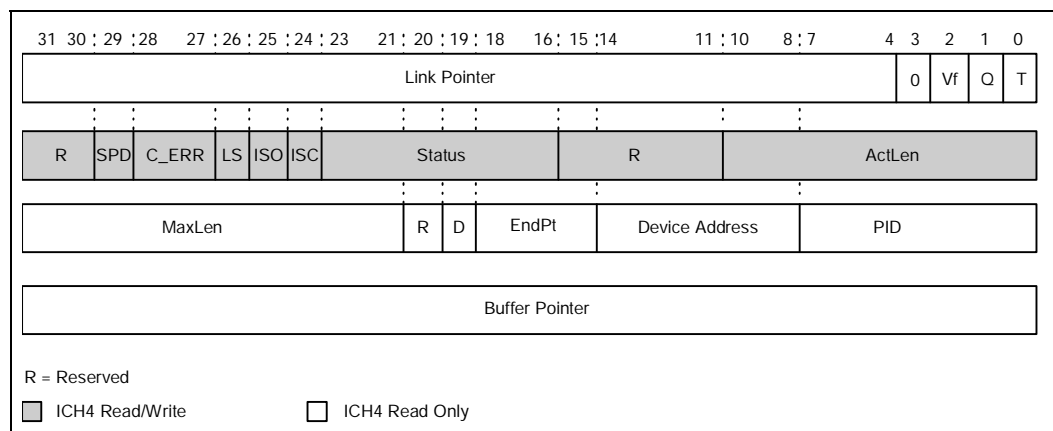 31 30 29 28 27 26 25 24 23 21 20 19 18 16 15 14 11 10 8 7 4 3 2 1 0
Link Pointer 0 Vf Q T
R SPD C_ERR LS ISO ISC Status R ActLen
MaxLen R D EndPt Device Address PID
Buffer Pointer
R = Reserved
ICH4 Read/Write ICH4 Read Only